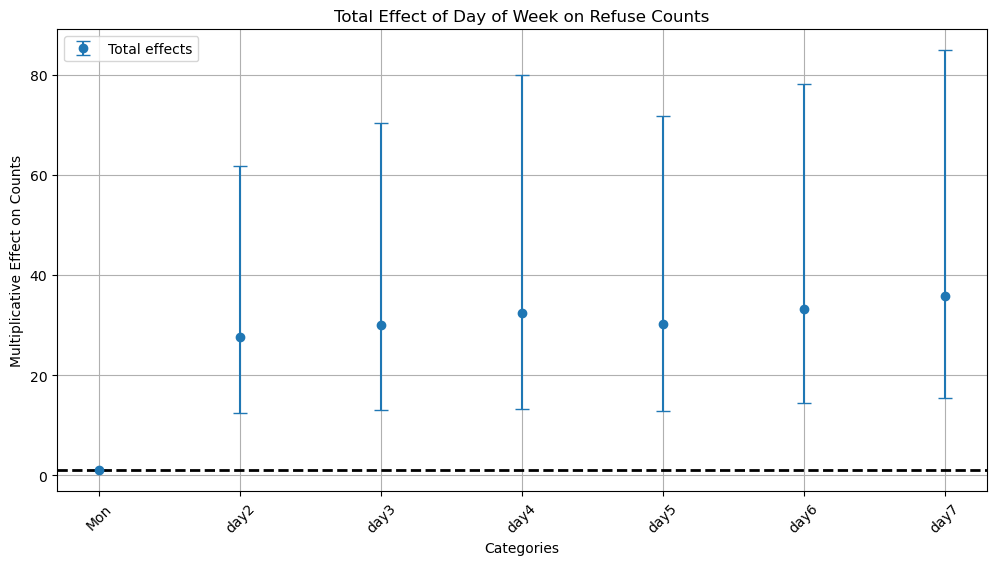 Total Effect of Day of Week on Refuse Counts
Total effects
Multiplicative Effect on Counts
80
60
40
20
0
Mon
day2
day3
day4
day5
day6
day7
Categories